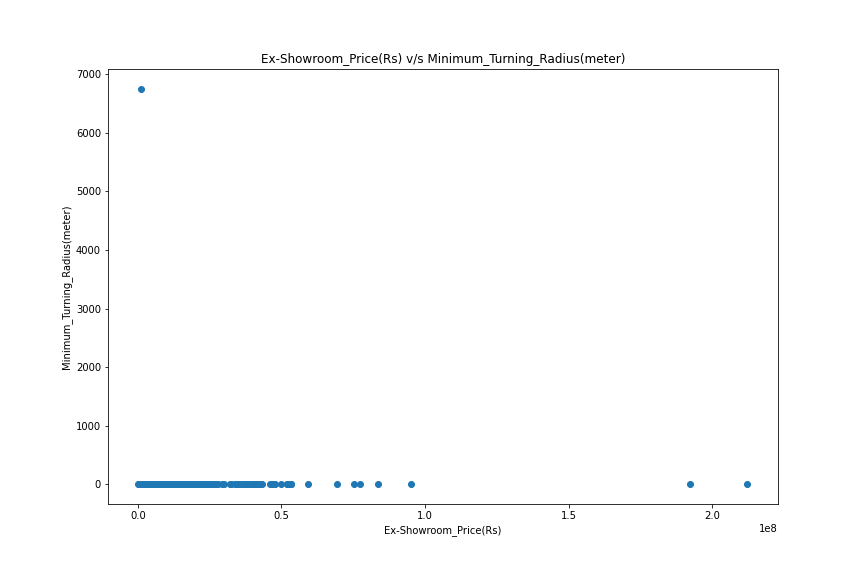 Ex-Showroom_Price(Rs) v/s Minimum_Turning_Radius(meter)
7000
6000
5000
4000
3000
2000
1000
0
Minimum_Turning_Radius(meter)
0.0 0.5 1.0 1.5 2.0
1e8
Ex-Showroom_Price(Rs)